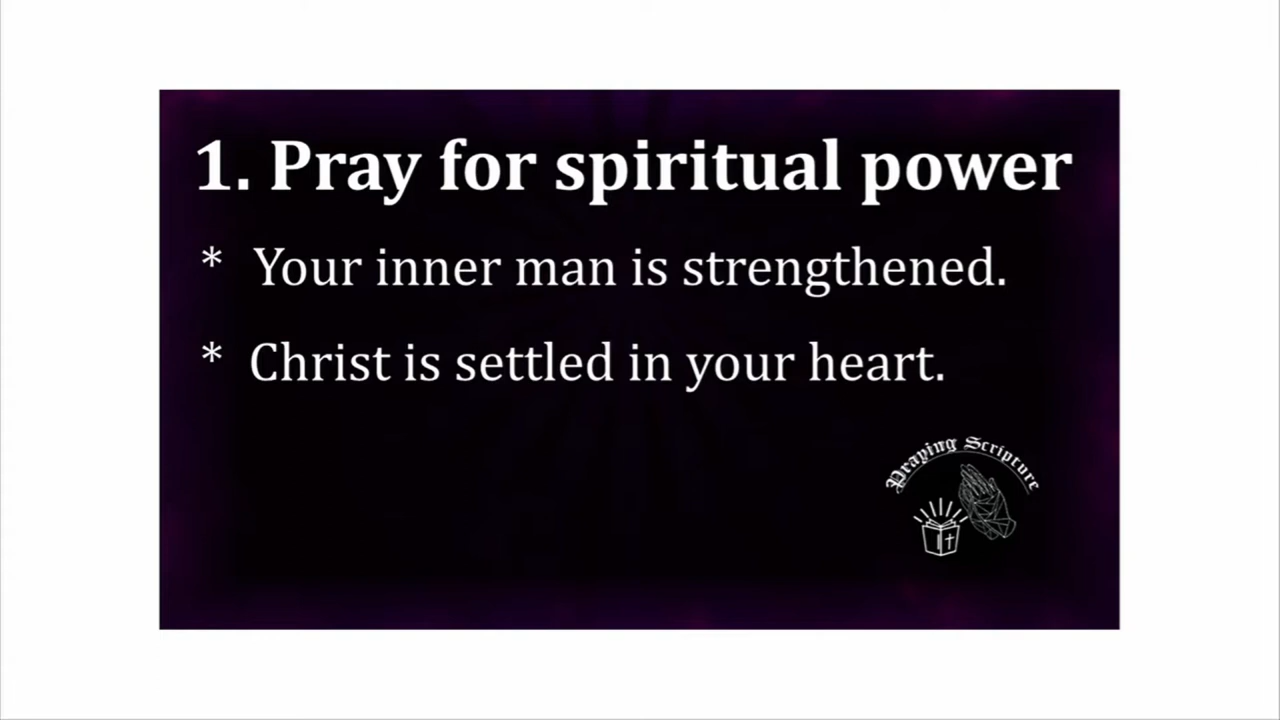 1. Pray for spiritual power
* Your inner man is strengthened.
* Christ is settled in your heart.
Praying Scripture